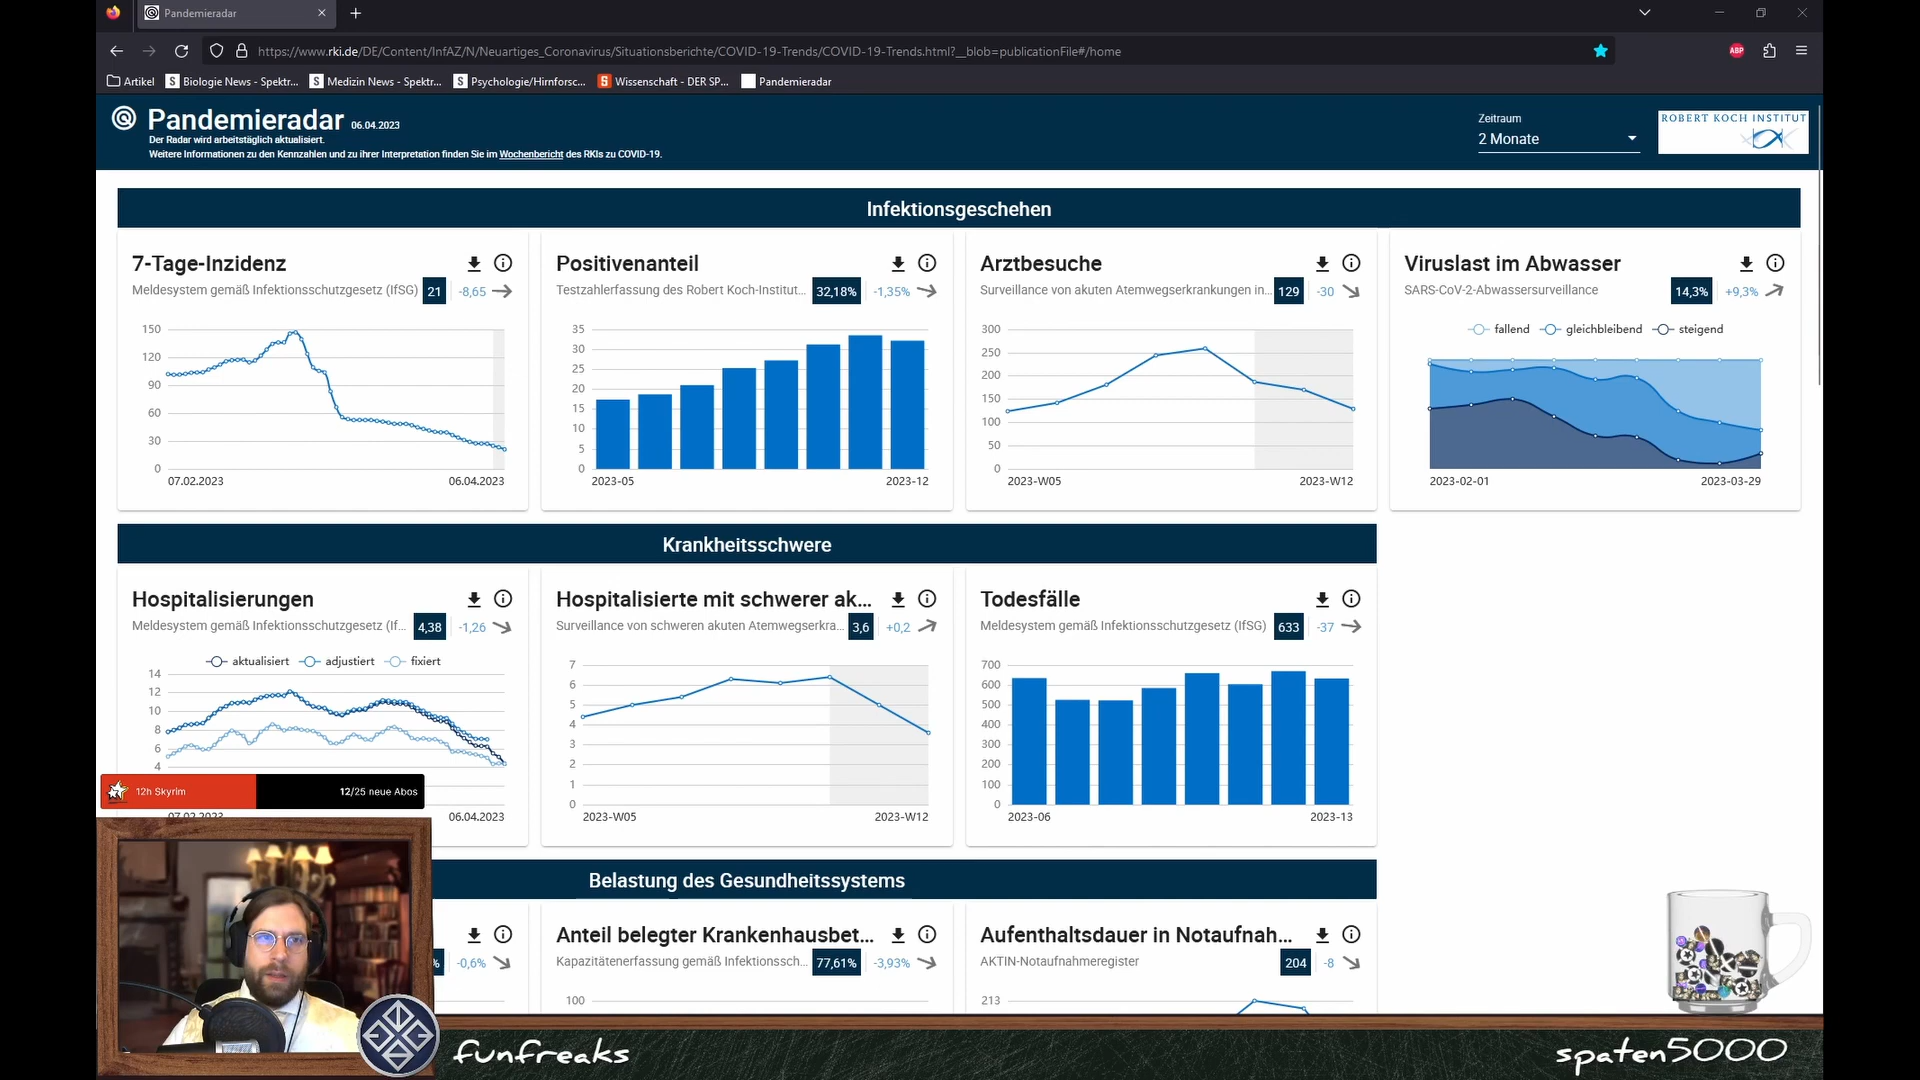 Pandemieradar
https://www.rki.de/DE/Content/InfAZ/N/Neuartiges_Coronavirus/Situationsberichte/COVID-19-Trends/COVID-19-Trends.html?__blob=publicationFile#/home
ABP
Artikel
S Biologie News - Spektr...
S Medizin News - Spektr...
S Psychologie/Hirnforsc...
S Wissenschaft - DER SP...
Pandemieradar
Pandemieradar 06.04.2023
Der Radar wird arbeitstäglich aktualisiert.
Weitere Informationen zu den Kennzahlen und zu ihrer Interpretation finden Sie im Wochenbericht des RKIs zu COVID-19.
Zeitraum
2 Monate
ROBERT KOCH INSTITUT
Infektionsgeschehen
7-Tage-Inzidenz
Meldesystem gemäß Infektionsschutzgesetz (IfSG) 21 -8,65
150
120
90
60
30
0
07.02.2023 06.04.2023
Positivenanteil
Testzahlerfassung des Robert Koch-Institut... 32,18% -1,35%
35
30
25
20
15
10
5
0
2023-05 2023-12
Arztbesuche
Surveillance von akuten Atemwegserkrankungen in... 129 -30
300
250
200
150
100
50
0
2023-W05 2023-W12
Viruslast im Abwasser
SARS-CoV-2-Abwassersurveillance 14,3% +9,3%
fallend gleichbleibend steigend
2023-02-01 2023-03-29
Krankheitsschwere
Hospitalisierungen
Meldesystem gemäß Infektionsschutzgesetz (If... 4,38 -1,26
aktualisiert adjustiert fixiert
14
12
10
8
6
4
07.02.2023 06.04.2023
Hospitalisierte mit schwerer ak...
Surveillance von schweren akuten Atemwegserkra... 3,6 +0,2
7
6
5
4
3
2
1
0
2023-W05 2023-W12
Todesfälle
Meldesystem gemäß Infektionsschutzgesetz (IfSG) 633 -37
700
600
500
400
300
200
100
0
2023-06 2023-13
12h Skyrim 12/25 neue Abos
Belastung des Gesundheitssystems
% -0,6%
Anteil belegter Krankenhausbet...
Kapazitätenerfassung gemäß Infektionssch... 77,61% -3,93%
100
Aufenthaltsdauer in Notaufnah...
AKTIN-Notaufnahmeregister 204 -8
213
funfreaks
spaten5000